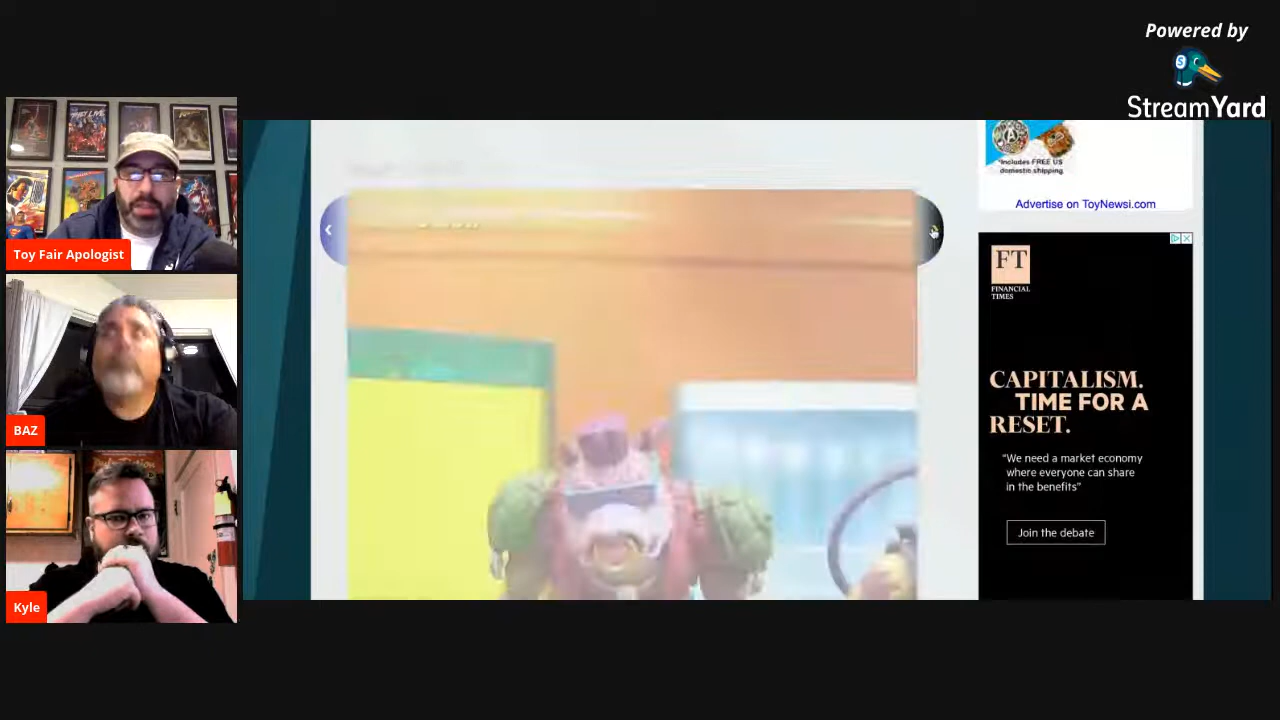 Powered by
StreamYard
THEY LIVE
Toy Fair Apologist
BAZ
Kyle
*Includes FREE US
domestic shipping.
Advertise on ToyNewsi.com
FT
FINANCIAL
TIMES
CAPITALISM.
TIME FOR A
RESET.
“We need a market economy
where everyone can share
in the benefits”
Join the debate